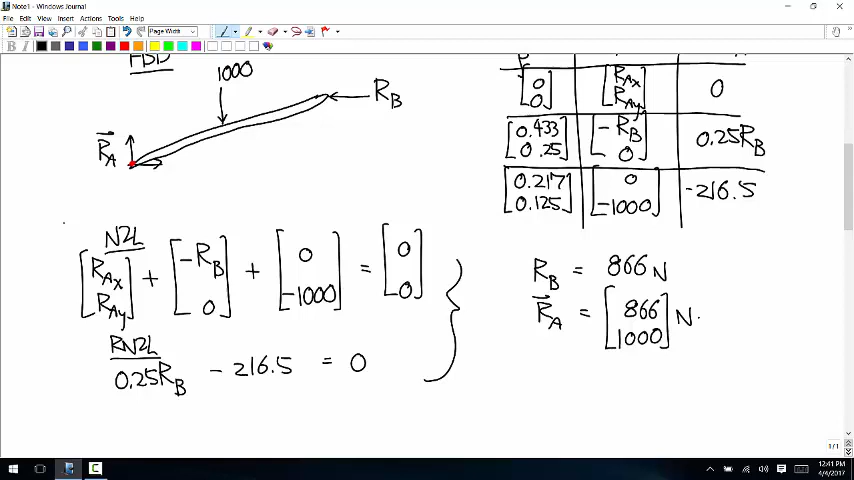 Note1 - Windows Journal
File Edit View Insert Actions Tools Help
Page Width
B I
FBD
1000
R_B
R_A
0 0
R_Ax R_Ay
0
0.433 0.25
-R_B 0
0.25R_B
0.217 0.125
0 -1000
-216.5
N2L
[R_Ax R_Ay] + [-R_B 0] + [0 -1000] = [0 0]
RN2L
0.25R_B - 216.5 = 0
R_B = 866 N
R_A = [866 1000] N.
1/1
12:41 PM
4/4/2017